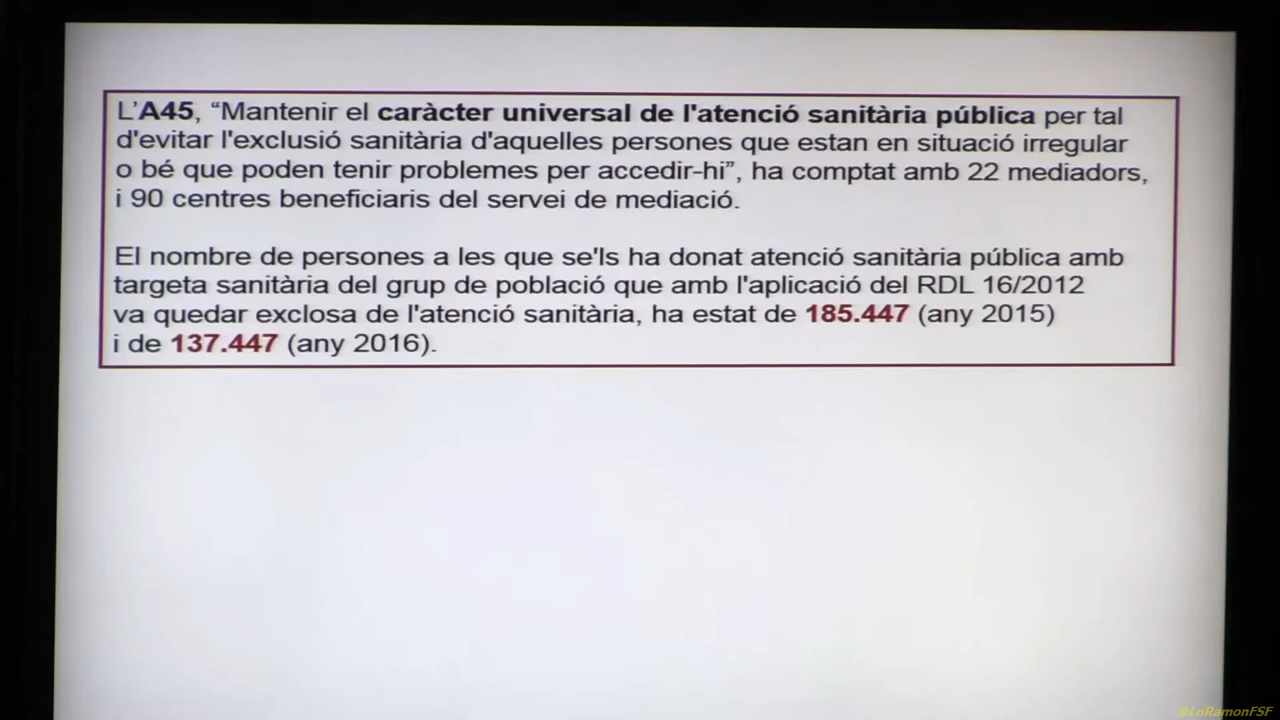 L'A45, “Mantenir el caràcter universal de l'atenció sanitària pública per tal
d'evitar l'exclusió sanitària d'aquelles persones que estan en situació irregular
o bé que poden tenir problemes per accedir-hi”, ha comptat amb 22 mediadors,
i 90 centres beneficiaris del servei de mediació.
El nombre de persones a les que se'ls ha donat atenció sanitària pública amb
targeta sanitària del grup de població que amb l'aplicació del RDL 16/2012
va quedar exclosa de l'atenció sanitària, ha estat de 185.447 (any 2015)
i de 137.447 (any 2016).
@LoRamonFSF